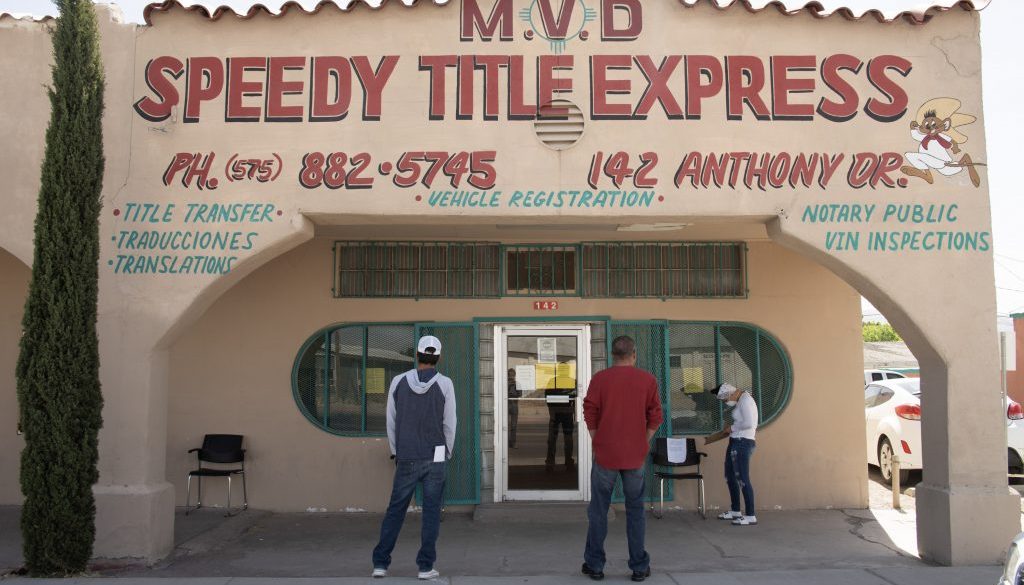 M.V.D
SPEEDY TITLE EXPRESS
PH. (575) 882•5745 142 ANTHONY DR.
•VEHICLE REGISTRATION•
•TITLE TRANSFER•
•TRADUCCIONES
•TRANSLATIONS
NOTARY PUBLIC
VIN INSPECTIONS
142